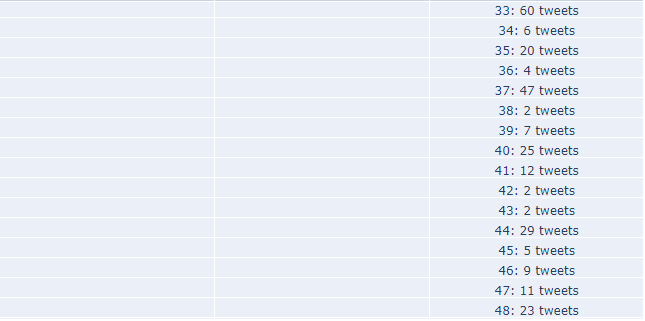 33: 60 tweets
34: 6 tweets
35: 20 tweets
36: 4 tweets
37: 47 tweets
38: 2 tweets
39: 7 tweets
40: 25 tweets
41: 12 tweets
42: 2 tweets
43: 2 tweets
44: 29 tweets
45: 5 tweets
46: 9 tweets
47: 11 tweets
48: 23 tweets